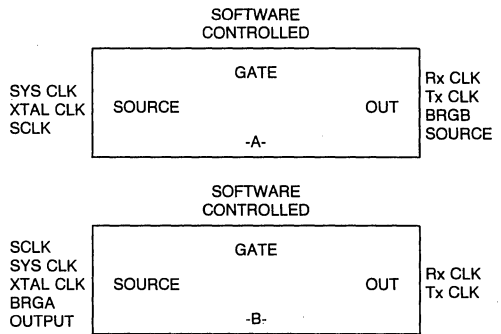 SOFTWARE
CONTROLLED
GATE
SYS CLK
XTAL CLK
SCLK
SOURCE
OUT
Rx CLK
Tx CLK
BRGB
SOURCE
-A-
SOFTWARE
CONTROLLED
GATE
SCLK
SYS CLK
XTAL CLK
BRGA
OUTPUT
SOURCE
OUT
Rx CLK
Tx CLK
-B-